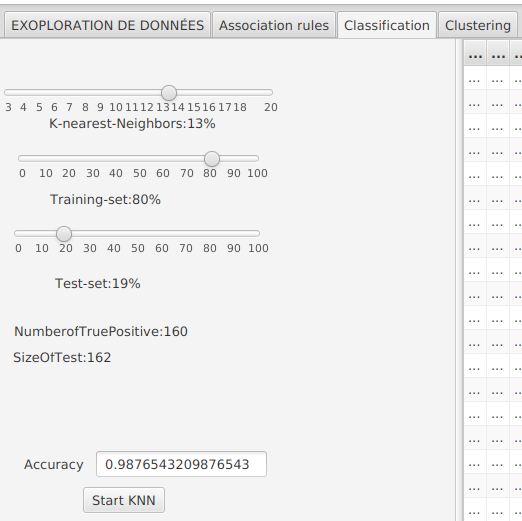 EXOPLORATION DE DONNÉES Association rules Classification Clustering
... ... ...
3 4 5 6 7 8 9 10 11 12 13 14 15 16 17 18 20
K-nearest-Neighbors:13%
0 10 20 30 40 50 60 70 80 90 100
Training-set:80%
0 10 20 30 40 50 60 70 80 90 100
Test-set:19%
NumberofTruePositive:160
SizeOfTest:162
Accuracy 0.9876543209876543
Start KNN